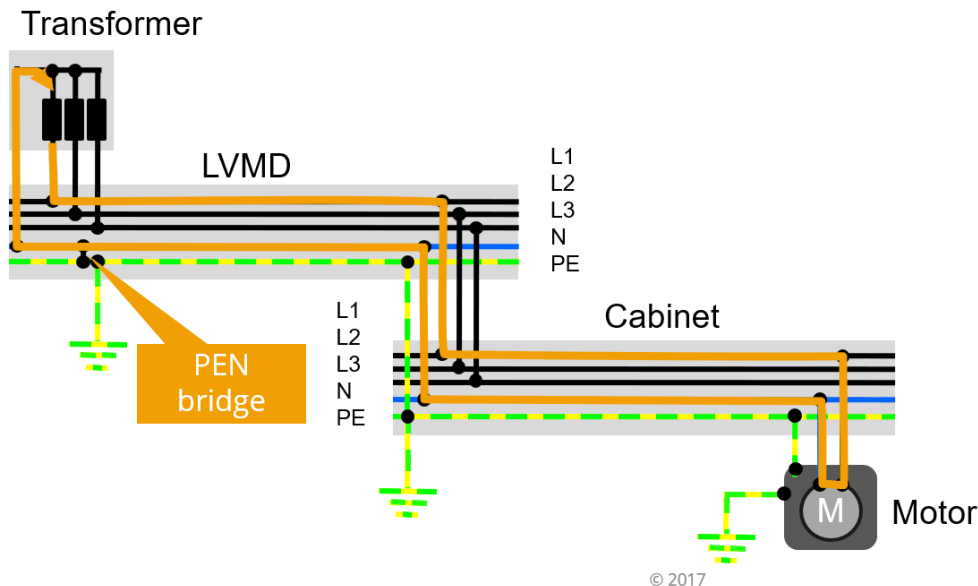 Transformer
LVMD
L1
L2
L3
N
PE
L1
L2
L3
N
PE
Cabinet
PEN
bridge
M
Motor
© 2017